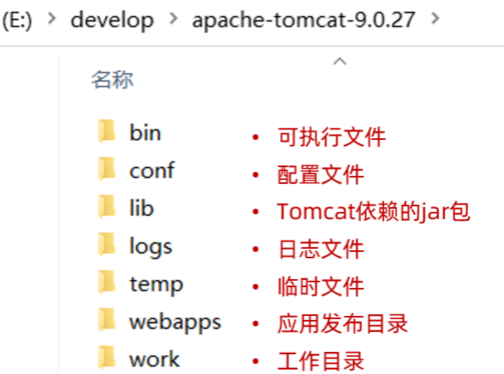 (E:) > develop > apache-tomcat-9.0.27 >
名称
bin • 可执行文件
conf • 配置文件
lib • Tomcat依赖的jar包
logs • 日志文件
temp • 临时文件
webapps • 应用发布目录
work • 工作目录